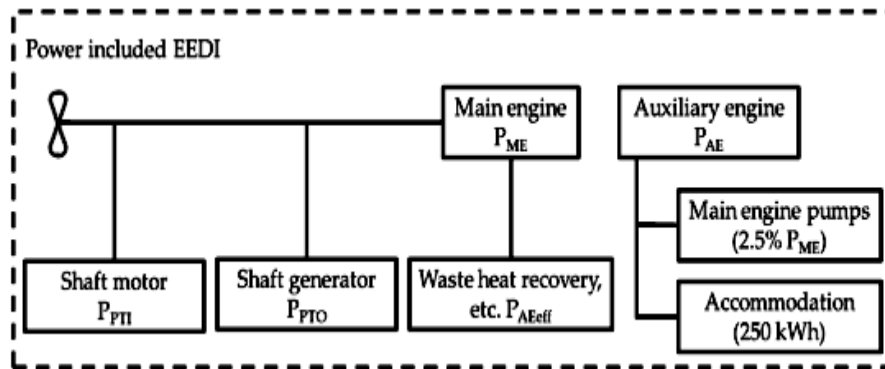 Power included EEDI
Main engine
P_ME
Auxiliary engine
P_AE
Main engine pumps
(2.5% P_ME)
Shaft motor
P_PTI
Shaft generator
P_PTO
Waste heat recovery,
etc. P_AEeff
Accommodation
(250 kWh)